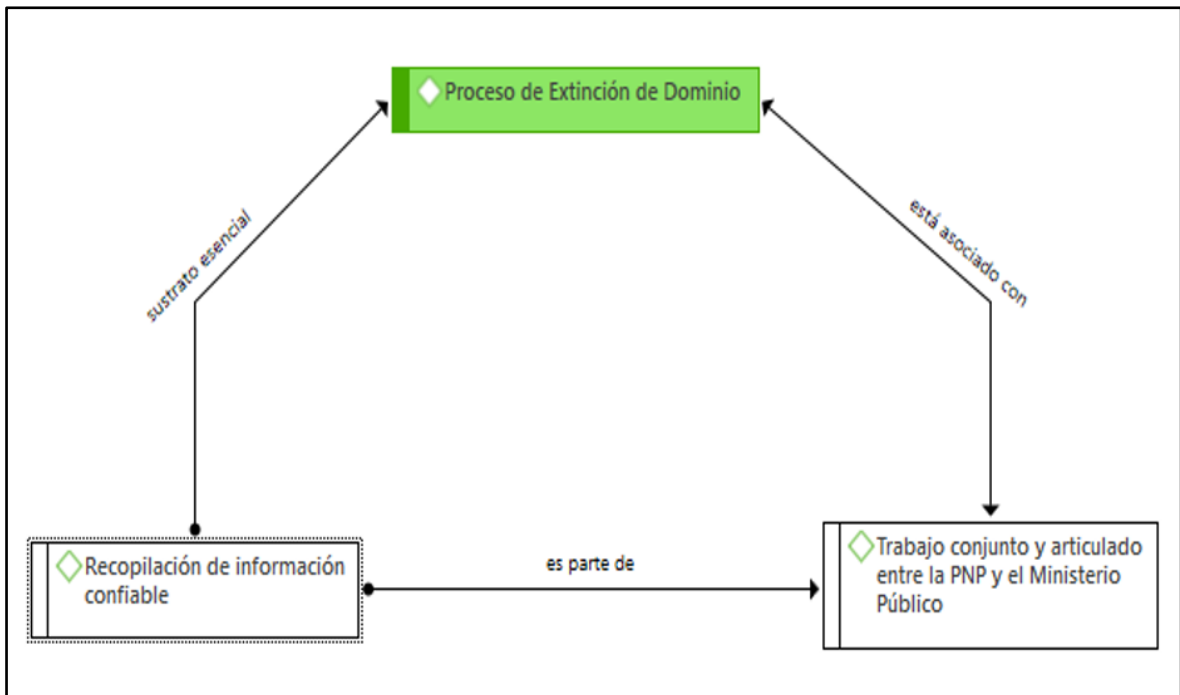 Proceso de Extinción de Dominio
sustrato esencial
está asociado con
Recopilación de información
confiable
es parte de
Trabajo conjunto y articulado
entre la PNP y el Ministerio
Público